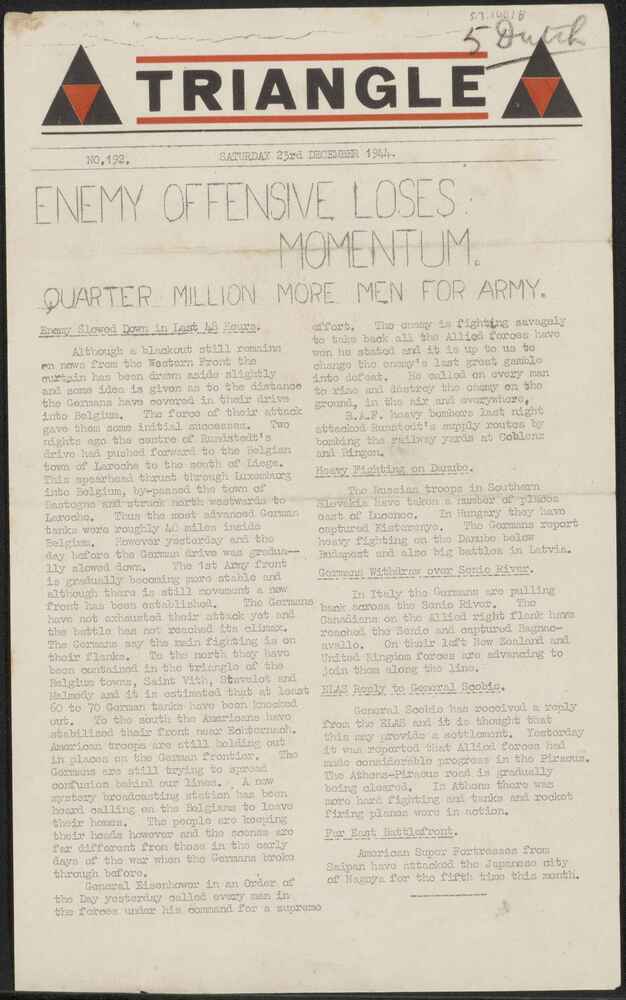 5 Dutch
TRIANGLE
NO,192.
SATURDAY 23rd DECEMBER 1944.
ENEMY OFFENSIVE LOSES
MOMENTUM.
QUARTER MILLION MORE MEN FOR ARMY.
Enemy Slowed Down in Last 48 Hours.
Although a blackout still remains
on news from the Western Front the
curtain has been drawn aside slightly
and some idea is given as to the distance
the Germans have covered in their drive
into Belgium. The force of their attack
gave them some initial successes. Two
nights ago the centre of Rundstedt's
drive had pushed forward to the Belgian
town of Laroche to the south of Liege.
This spearhead thrust through Luxemburg
into Belgium, by-passed the town of
Bastogne and struck north westwards to
Laroche. Thus the most advanced German
tanks were roughly 40 miles inside
Belgium. However yesterday and the
day before the German drive was gradua--
lly slowed down. The 1st Army front
is gradually becoming more stable and
although there is still movement a new
front has been established. The Germans
have not exhausted their attack yet and
the battle has not reached its climax.
The Germans say the main fighting is on
their flanks. To the north they have
been contained in the triangle of the
Belgium towns, Saint Vith, Stavelot and
Malmedy and it is estimated that at least
60 to 70 German tanks have been knocked
out. To the south the Americans have
stabilised their front near Echternach.
American troops are still holding out
in places on the German frontier. The
Germans are still trying to spread
confusion behind our lines. A new
mystery broadcasting station has been
heard calling on the Belgians to leave
their homes. The people are keeping
their heads however and the scenes are
far different from those in the early
days of the war when the Germans broke
through before.
General Eisenhower in an Order of
the Day yesterday called every man in
the forces under his command for a supreme
effort. The enemy is fighting savagely
to take back all the Allied forces have
won he stated and it is up to us to
change the enemy's last great gamble
into defeat. He called on every man
to rise and destroy the enemy on the
ground, in the air and everywhere.
R.A.F. heavy bombers last night
attacked Runstedt's supply routes by
bombing the railway yards at Coblenz
and Bingen.
Heavy Fighting on Danube.
The Russian troops in Southern
Slovakia have taken a number of places
east of Lucenec. In Hungary they have
captured Kisterenye. The Germans report
heavy fighting on the Danube below
Budapest and also big battles in Latvia.
Germans Withdraw over Senio River.
In Italy the Germans are pulling
back across the Senio River. The
Canadians on the Allied right flank have
reached the Senio and captured Bagnac-
avallo. On their left New Zealand and
United Kingdom forces are advancing to
join them along the line.
ELAS Reply to General Scobie.
General Scobie has received a reply
from the ELAS and it is thought that
this may provide a settlement. Yesterday
it was reported that Allied forces had
made considerable progress in the Piraeus.
The Athens-Piraeus road is gradually
being cleared. In Athens there was
more hard fighting and tanks and rocket
firing planes were in action.
Far East Battlefront.
American Super Fortresses from
Saipan have attacked the Japanese city
of Nagoya for the fifth time this month.